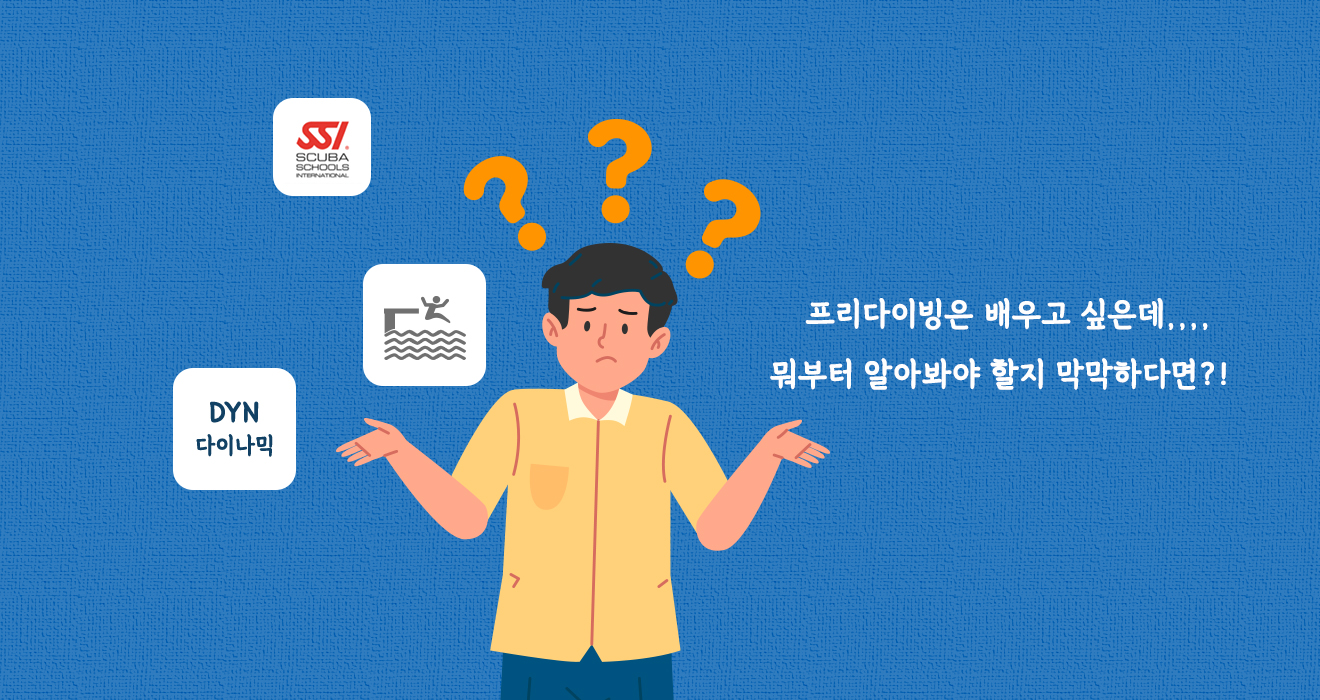 SSI
SCUBA
SCHOOLS
INTERNATIONAL
프리다이빙은 배우고 싶은데,,,,
뭐부터 알아봐야 할지 막막하다면?!
DYN
다이나믹